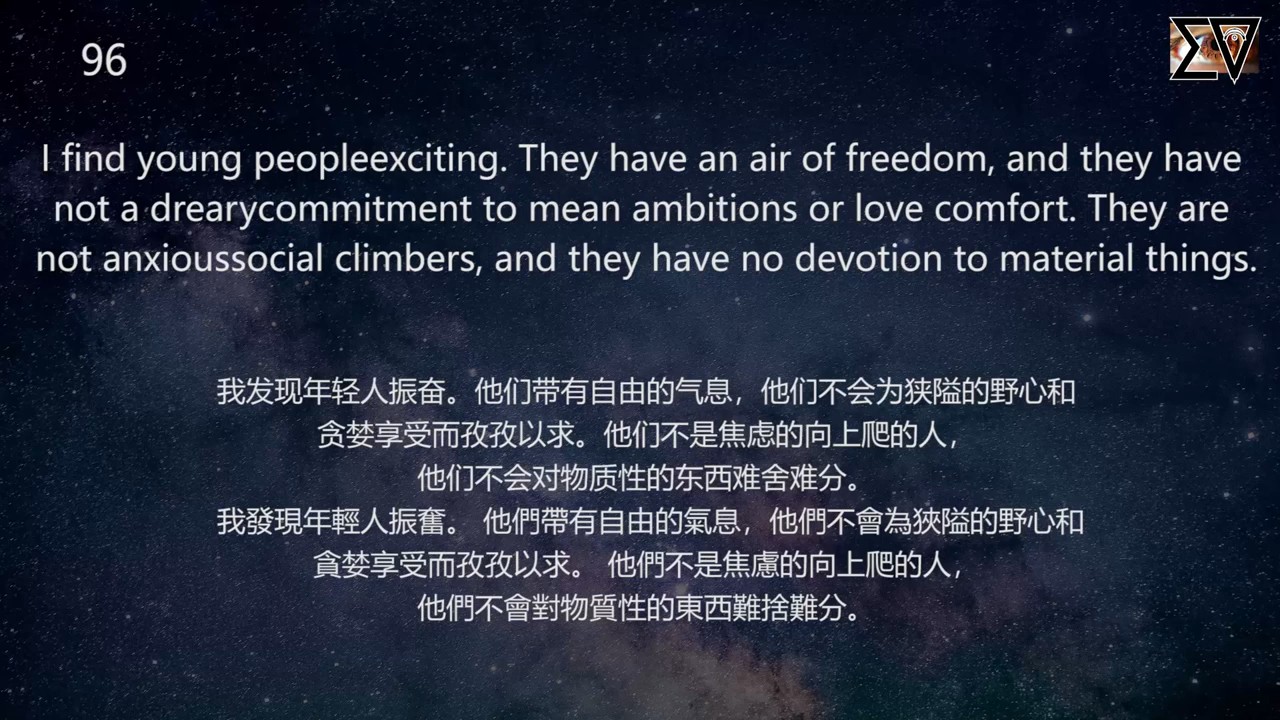 96
I find young peopleexciting. They have an air of freedom, and they have
not a drearycommitment to mean ambitions or love comfort. They are
not anxioussocial climbers, and they have no devotion to material things.
我发现年轻人振奋。他们带有自由的气息，他们不会为狭隘的野心和
贪婪享受而孜孜以求。他们不是焦虑的向上爬的人，
他们不会对物质性的东西难舍难分。
我發現年輕人振奮。 他們帶有自由的氣息，他們不會為狹隘的野心和
貪婪享受而孜孜以求。 他們不是焦慮的向上爬的人，
他們不會對物質性的東西難捨難分。